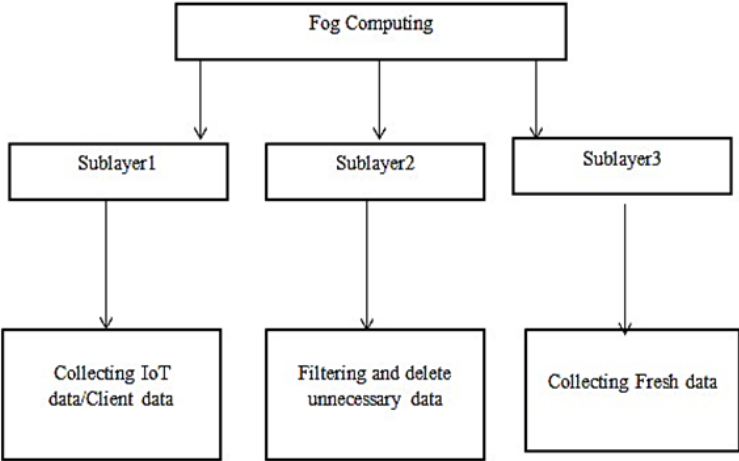 Fog Computing
Sublayer1
Sublayer2
Sublayer3
Collecting IoT
data/Client data
Filtering and delete
unnecessary data
Collecting Fresh data